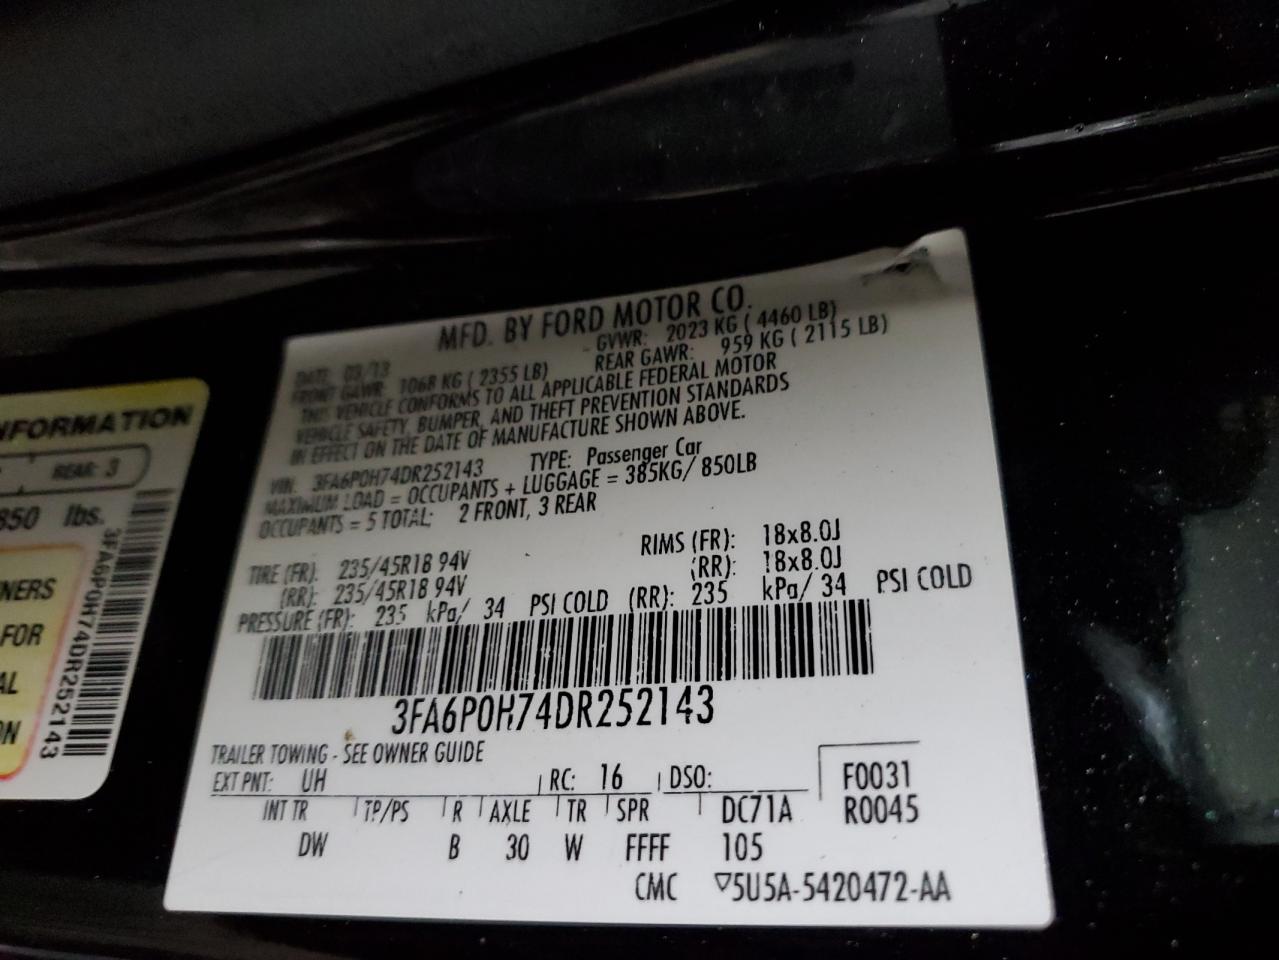 MFD. BY FORD MOTOR CO.
DATE: 03/13 GVWR: 2023 KG ( 4460 LB)
FRONT GAWR: 1068 KG ( 2355 LB) REAR GAWR: 959 KG ( 2115 LB)
THIS VEHICLE CONFORMS TO ALL APPLICABLE FEDERAL MOTOR
VEHICLE SAFETY, BUMPER, AND THEFT PREVENTION STANDARDS
IN EFFECT ON THE DATE OF MANUFACTURE SHOWN ABOVE.
VIN: 3FA6P0H74DR252143 TYPE: Passenger Car
MAXIMUM LOAD = OCCUPANTS + LUGGAGE = 385KG/ 850LB
OCCUPANTS = 5 TOTAL; 2 FRONT, 3 REAR
TIRE (FR): 235/45R18 94V RIMS (FR): 18x8.0J
(RR): 235/45R18 94V (RR): 18x8.0J
PRESSURE (FR): 235 kPa/ 34 PSI COLD (RR): 235 kPa/ 34 PSI COLD
3FA6P0H74DR252143
TRAILER TOWING - SEE OWNER GUIDE
EXT PNT: UH RC: 16 DSO: F0031
INT TR TP/PS R AXLE TR SPR DC71A R0045
DW B 30 W FFFF 105
CMC ▽5U5A-5420472-AA
NFORMATION
REAR: 3
850 lbs.
NERS
FOR
AL
ON
3FA6P0H74DR252143